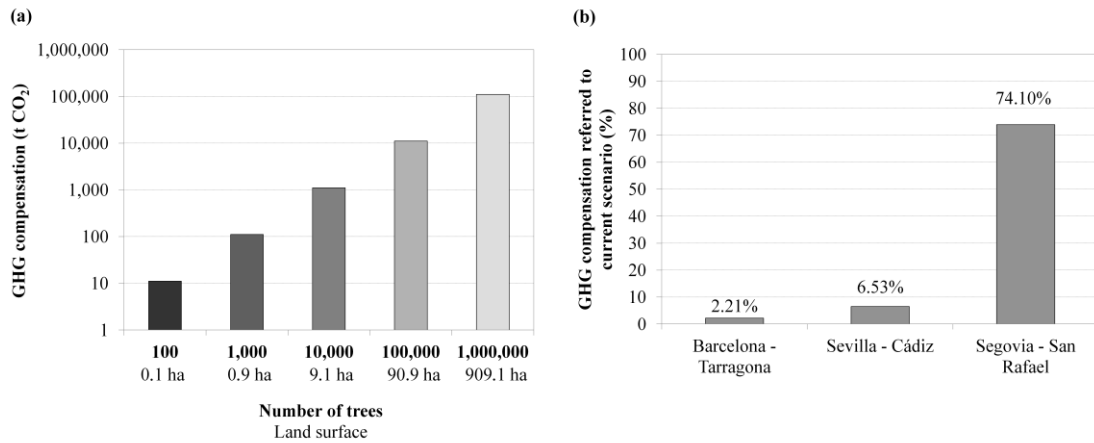 (a)
GHG compensation (t CO₂)
1,000,000
100,000
10,000
1,000
100
10
1
100 1,000 10,000 100,000 1,000,000
0.1 ha 0.9 ha 9.1 ha 90.9 ha 909.1 ha
Number of trees
Land surface
(b)
GHG compensation referred to
current scenario (%)
100
90
80
70
60
50
40
30
20
10
0
2.21%
6.53%
74.10%
Barcelona -
Tarragona
Sevilla - Cádiz
Segovia - San
Rafael